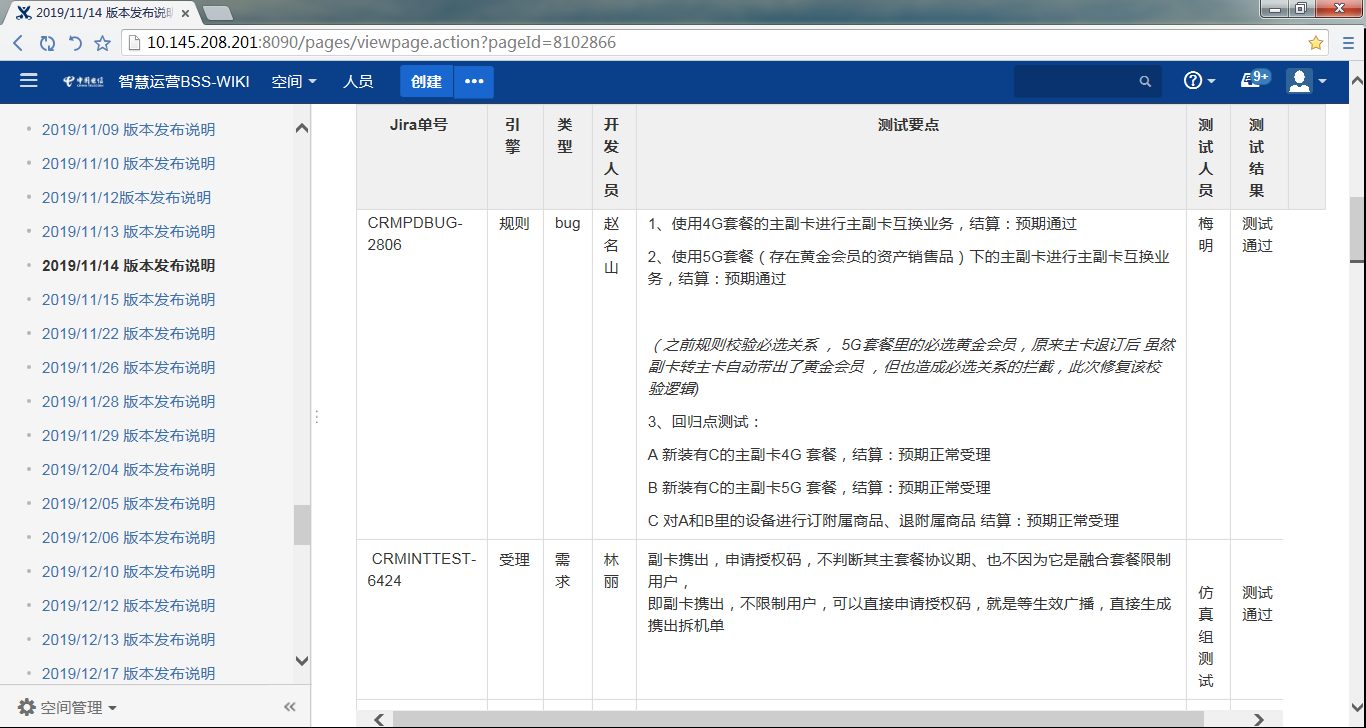 2019/11/14 版本发布说明
10.145.208.201:8090/pages/viewpage.action?pageId=8102866
中国电信
智慧运营BSS-WIKI 空间 人员 创建 ••• 9+
2019/11/09 版本发布说明
2019/11/10 版本发布说明
2019/11/12版本发布说明
2019/11/13 版本发布说明
2019/11/14 版本发布说明
2019/11/15 版本发布说明
2019/11/22 版本发布说明
2019/11/26 版本发布说明
2019/11/28 版本发布说明
2019/11/29 版本发布说明
2019/12/04 版本发布说明
2019/12/05 版本发布说明
2019/12/06 版本发布说明
2019/12/10 版本发布说明
2019/12/12 版本发布说明
2019/12/13 版本发布说明
2019/12/17 版本发布说明
空间管理
Jira单号
引
擎
类
型
开
发
人
员
测试要点
测
试
人
员
测
试
结
果
CRMPDBUG-
2806
规则
bug
赵
名
山
1、使用4G套餐的主副卡进行主副卡互换业务，结算：预期通过
2、使用5G套餐（存在黄金会员的资产销售品）下的主副卡进行主副卡互换业
务，结算：预期通过
（之前规则校验必选关系 ， 5G套餐里的必选黄金会员，原来主卡退订后 虽然
副卡转主卡自动带出了黄金会员 ，但也造成必选关系的拦截，此次修复该校
验逻辑)
3、回归点测试：
A 新装有C的主副卡4G 套餐，结算：预期正常受理
B 新装有C的主副卡5G 套餐，结算：预期正常受理
C 对A和B里的设备进行订附属商品、退附属商品 结算：预期正常受理
梅
明
测试
通过
CRMINTTEST-
6424
受理
需
求
林
丽
副卡携出，申请授权码，不判断其主套餐协议期、也不因为它是融合套餐限制
用户，
即副卡携出，不限制用户，可以直接申请授权码，就是等生效广播，直接生成
携出拆机单
仿
真
组
测
试
测试
通过